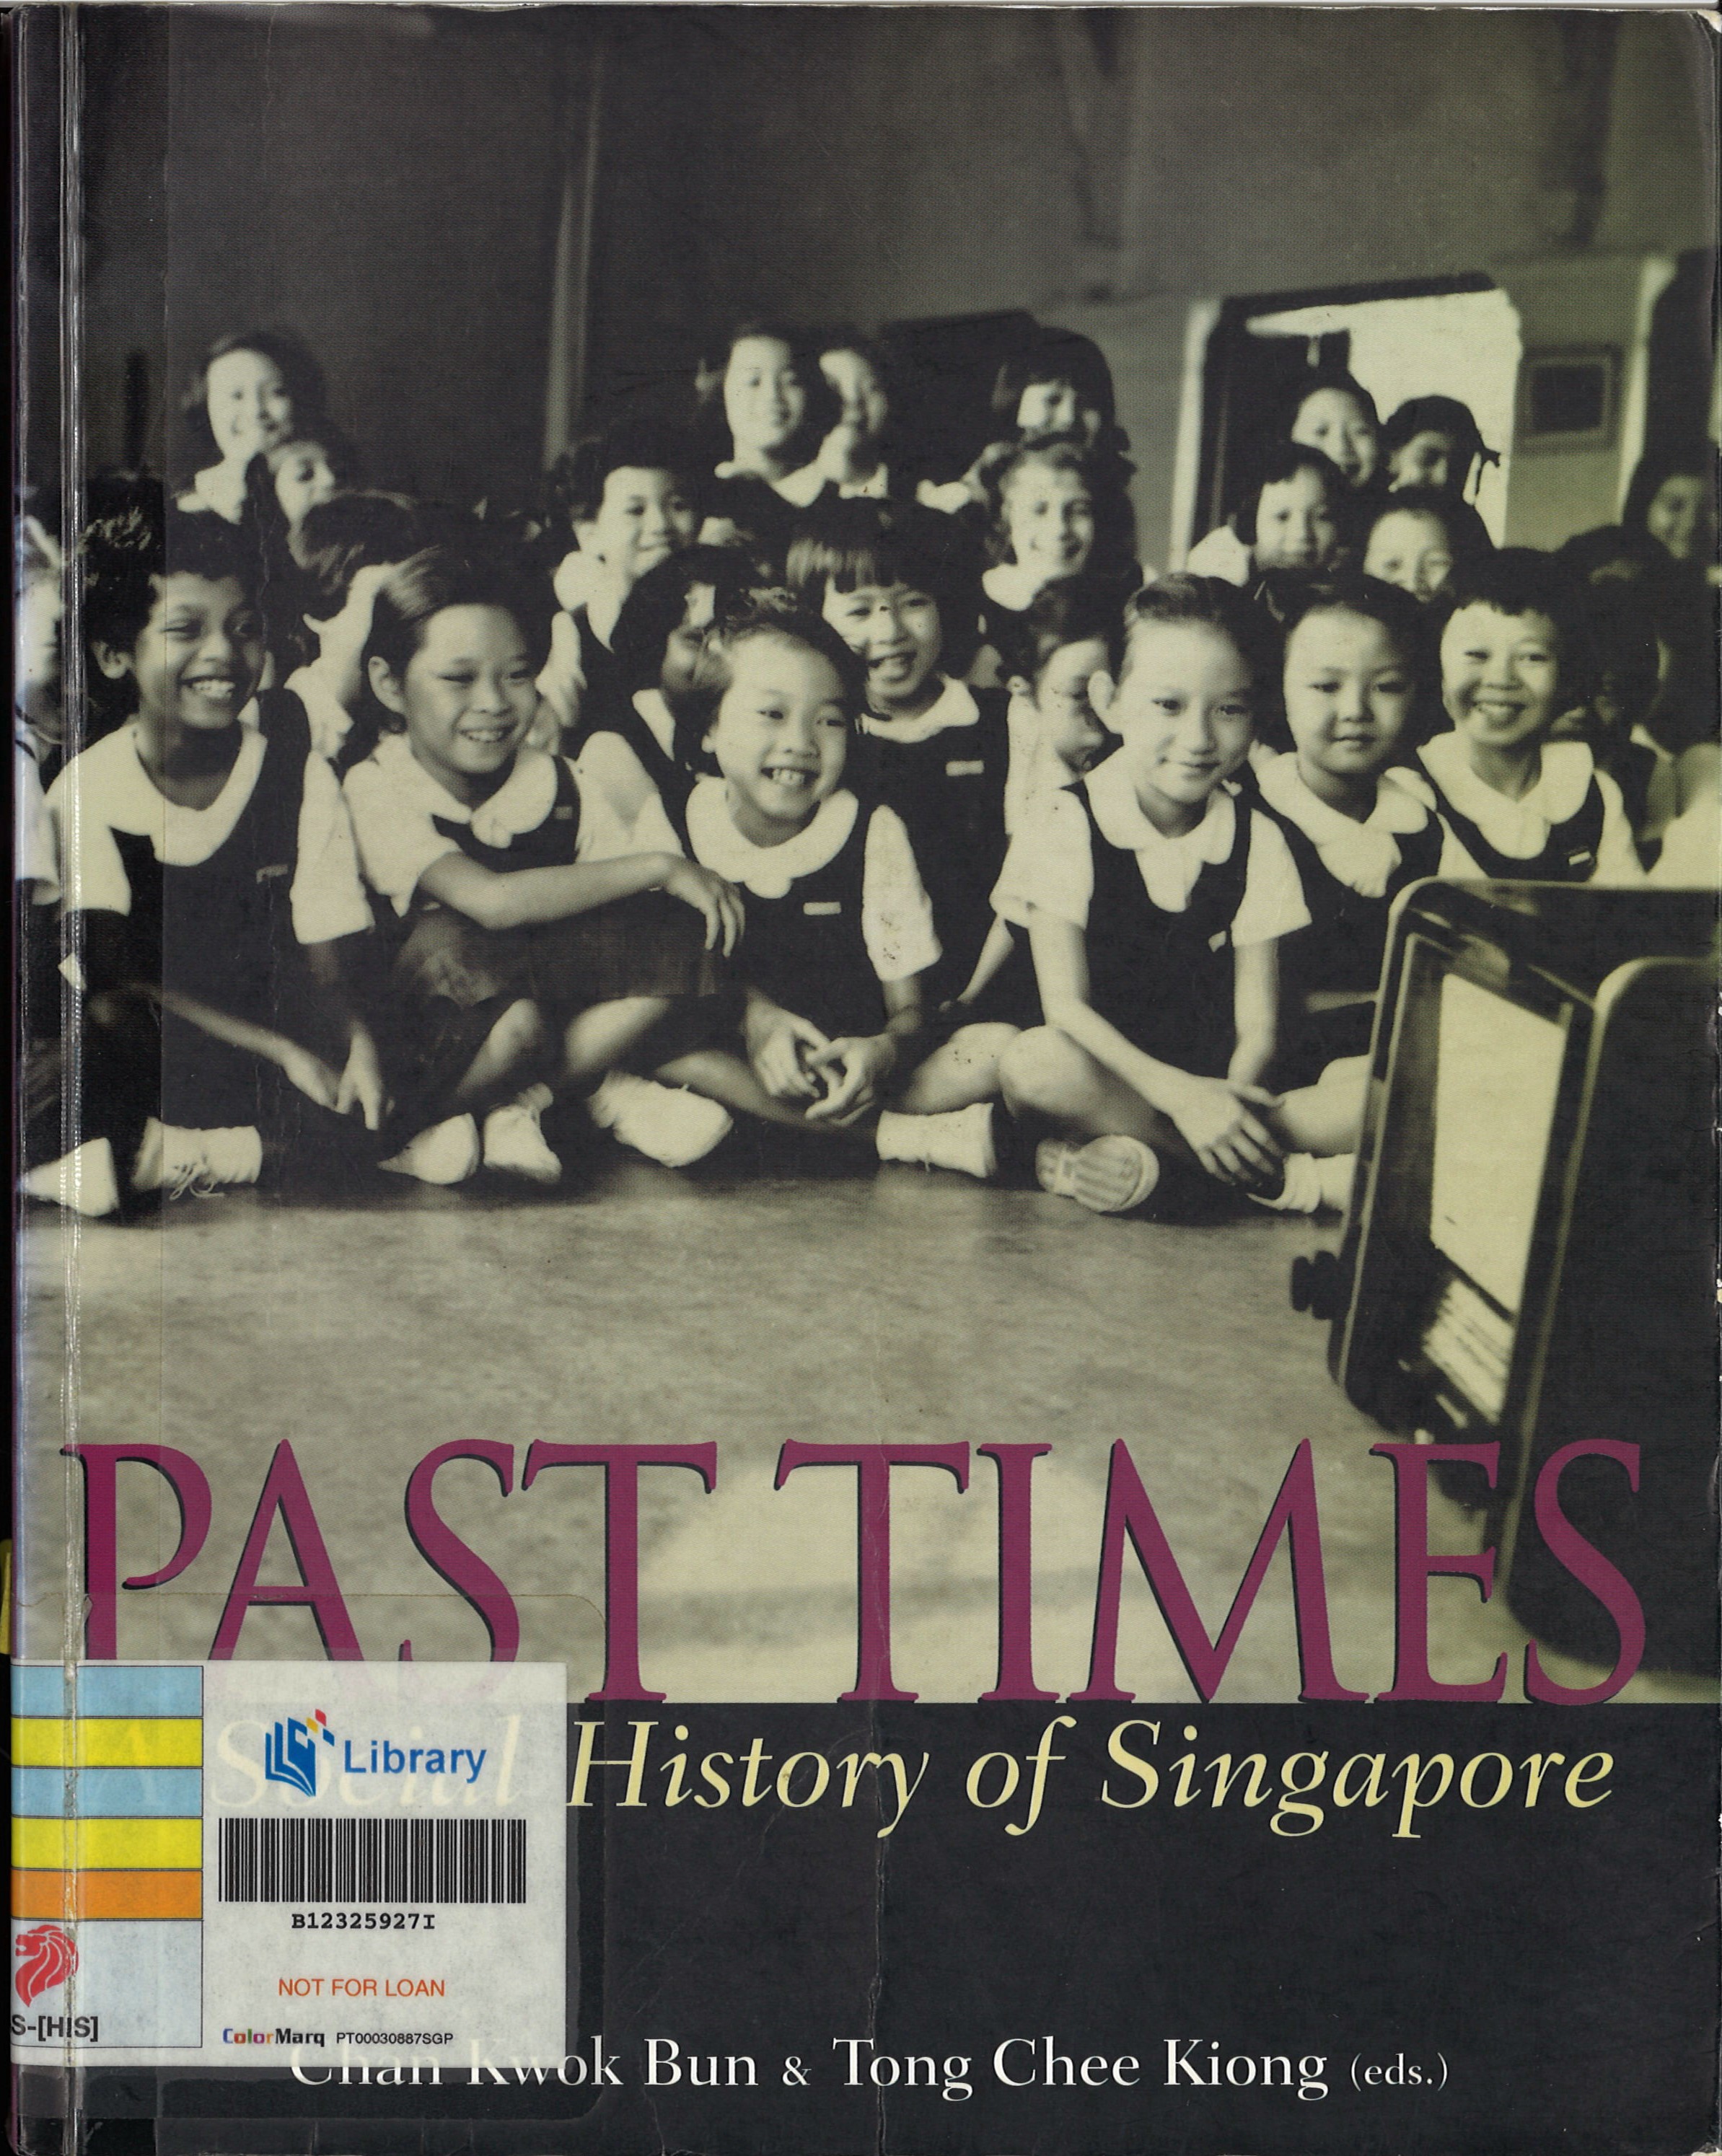 PAST TIMES
A Social History of Singapore
Library
B12325927I
NOT FOR LOAN
ColorMarq PT00030887SGP
S-[HIS]
Chan Kwok Bun & Tong Chee Kiong (eds.)